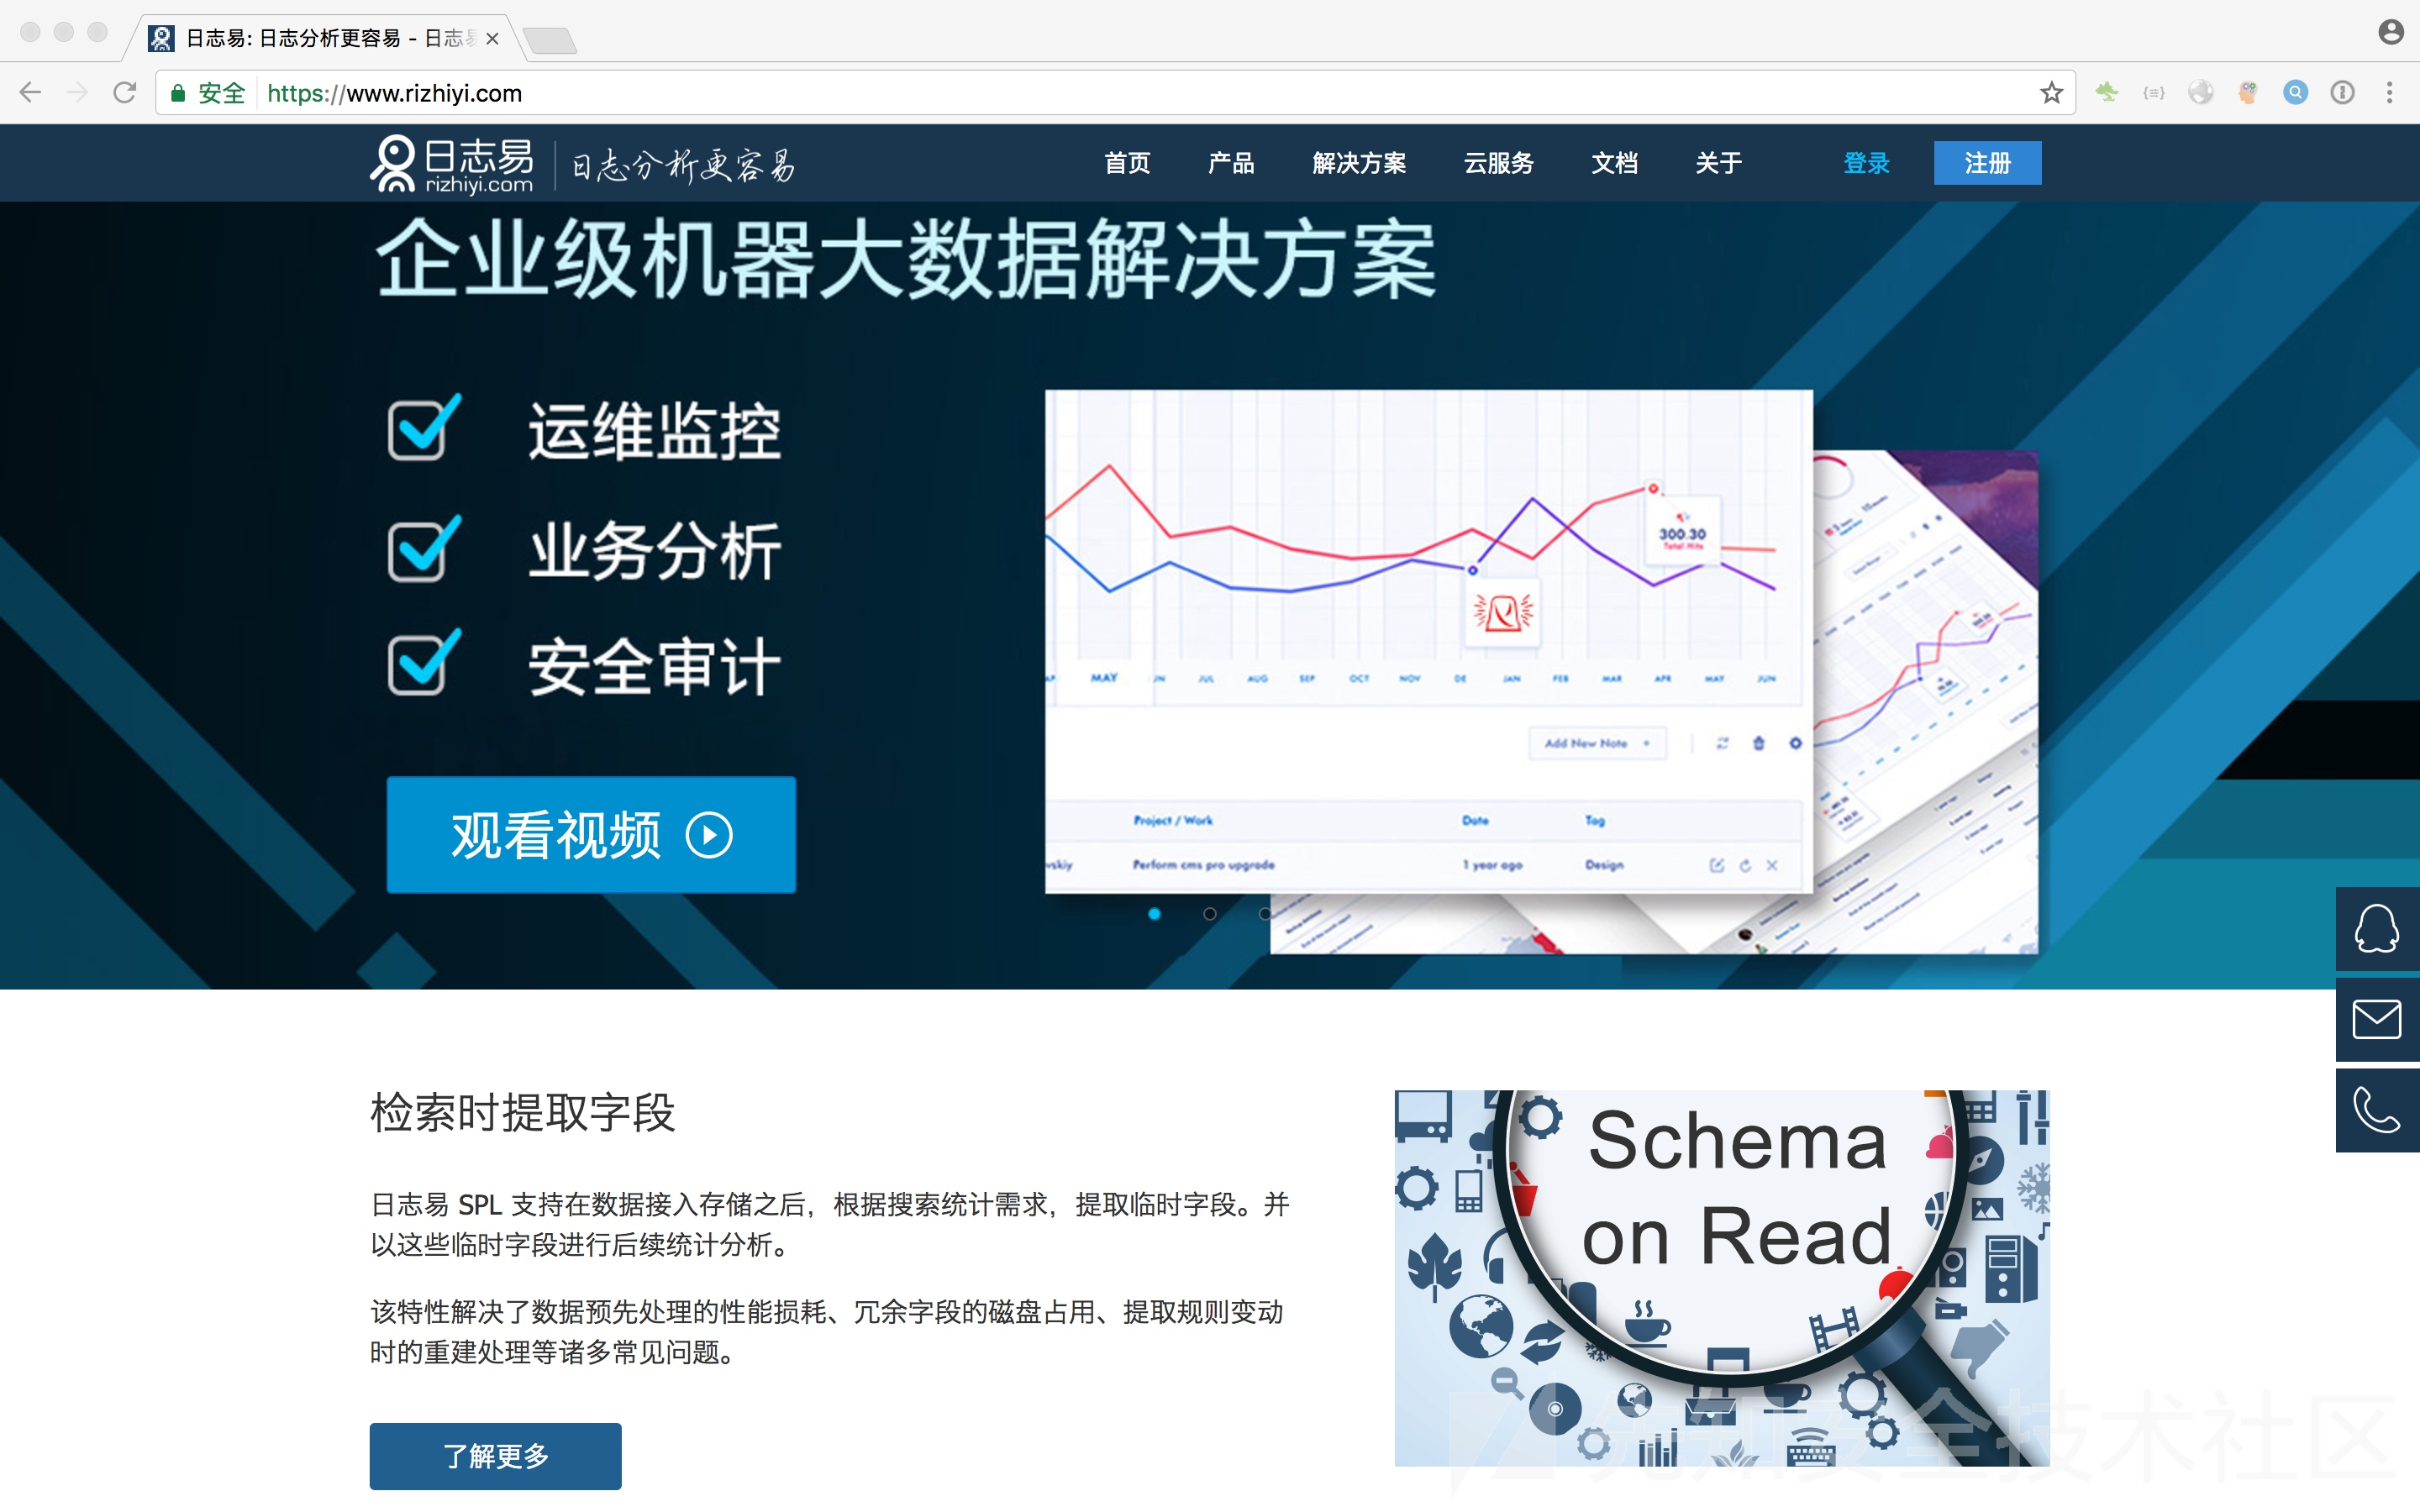 日志易: 日志分析更容易 - 日志
安全 https://www.rizhiyi.com
日志易
rizhiyi.com
日志分析更容易
首页 产品 解决方案 云服务 文档 关于 登录 注册
企业级机器大数据解决方案
运维监控
业务分析
安全审计
观看视频
300.30
Total Hits
MAY JUL AUG SEP OCT NOV DE JAN FEB MAR APR MAY JUN
Add New Note +
Project / Work Date Tag
vskiy Perform cms pro upgrade 1 year ago Design
检索时提取字段
日志易 SPL 支持在数据接入存储之后，根据搜索统计需求，提取临时字段。并
以这些临时字段进行后续统计分析。
该特性解决了数据预先处理的性能损耗、冗余字段的磁盘占用、提取规则变动
时的重建处理等诸多常见问题。
了解更多
Schema
on Read
先知安全技术社区